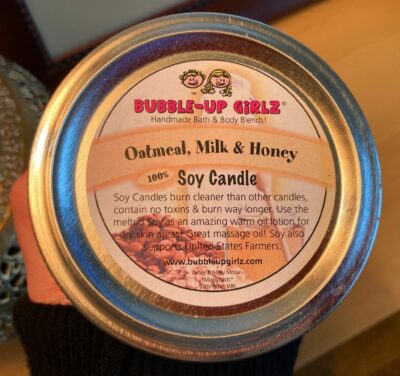 BUBBLE-UP GiRLZ®
Handmade Bath & Body Blends!
Oatmeal, Milk & Honey
100% Soy Candle
Soy Candles burn cleaner than other candles,
contain no toxins & burn way longer. Use the
melted soy as an amazing warm oil lotion for
dry skin areas! Great massage oil! Soy also
supports United States Farmers.
www.bubbleupgirlz.com